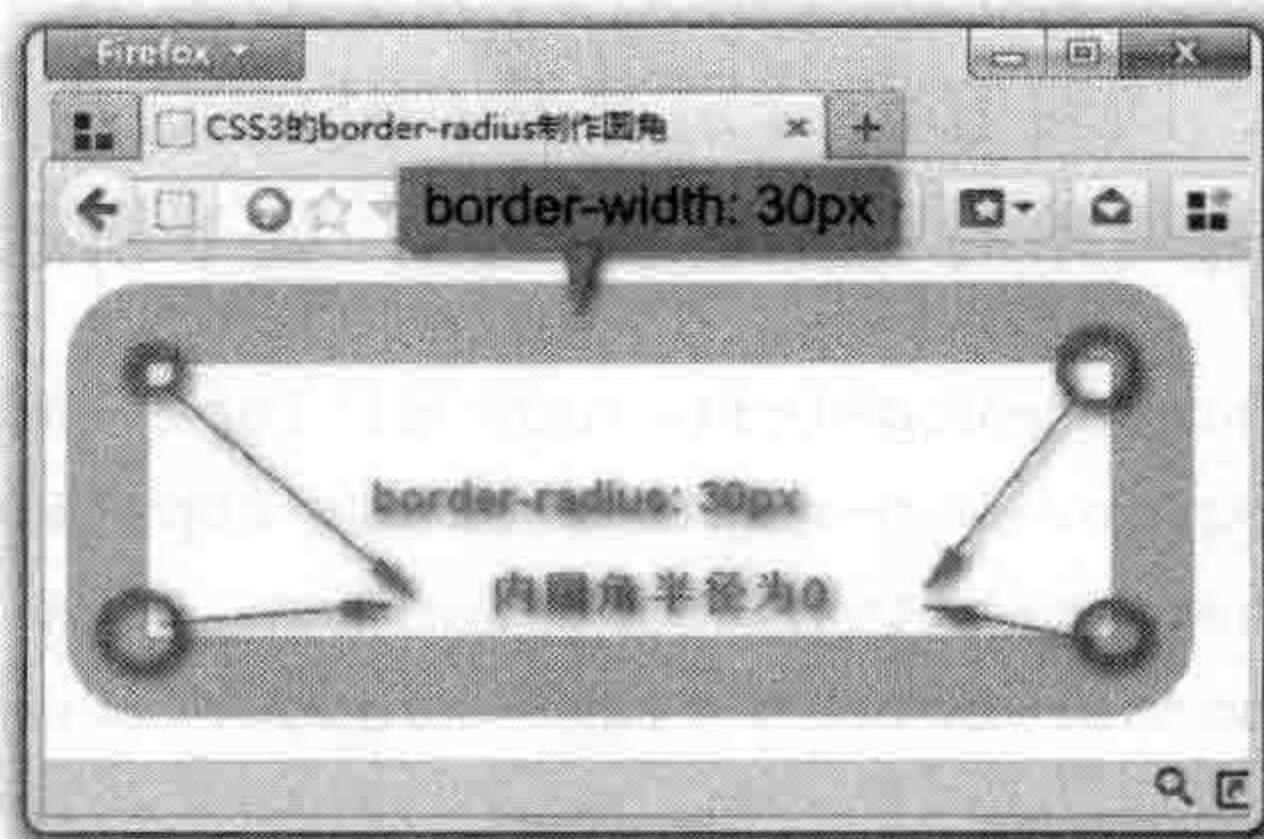 Firefox
CSS3的border-radius制作圆角
border-width: 30px
border-radius: 30px
内圆角半径为0